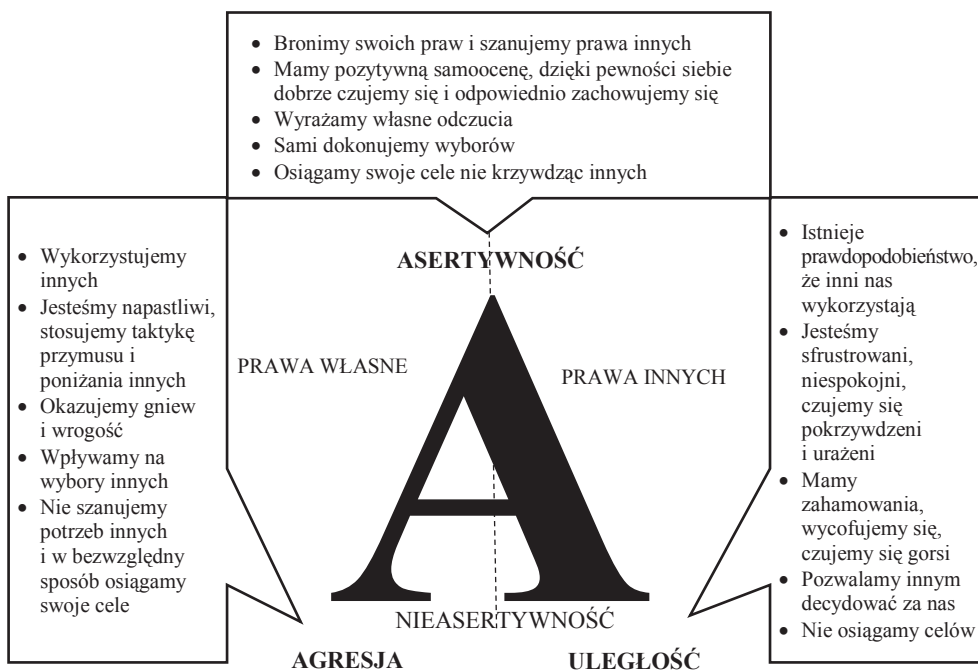 • Bronimy swoich praw i szanujemy prawa innych
• Mamy pozytywną samoocenę, dzięki pewności siebie
dobrze czujemy się i odpowiednio zachowujemy się
• Wyrażamy własne odczucia
• Sami dokonujemy wyborów
• Osiągamy swoje cele nie krzywdząc innych
• Wykorzystujemy
innych
• Jesteśmy napastliwi,
stosujemy taktykę
przymusu i
poniżania innych
• Okazujemy gniew
i wrogość
• Wpływamy na
wybory innych
• Nie szanujemy
potrzeb innych
i w bezwzględny
sposób osiągamy
swoje cele
ASERTYWNOŚĆ
PRAWA WŁASNE
PRAWA INNYCH
A
NIEASERTYWNOŚĆ
AGRESJA
ULEGŁOŚĆ
• Istnieje
prawdopodobieństwo,
że inni nas
wykorzystają
• Jesteśmy
sfrustrowani,
niespokojni,
czujemy się
pokrzywdzeni
i urażeni
• Mamy
zahamowania,
wycofujemy się,
czujemy się gorsi
• Pozwalamy innym
decydować za nas
• Nie osiągamy celów